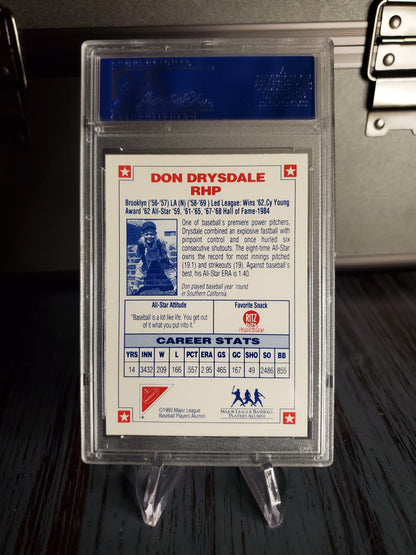 DON DRYSDALE
RHP
Brooklyn ('56-'57) LA (N) ('58-'69) Led League: Wins '62, Cy Young
Award '62 All-Star '59, '61-'65, '67-'68 Hall of Fame-1984
One of baseball's premiere power pitchers,
Drysdale combined an explosive fastball with
pinpoint control and once hurled six
consecutive shutouts. The eight-time All-Star
owns the record for most innings pitched
(19.1) and strikeouts (19). Against baseball's
best, his All-Star ERA is 1.40.
Don played baseball year 'round
in Southern California.
All-Star Attitude
"Baseball is a lot like life. You get out
of it what you put into it."
Favorite Snack
RITZ
CAREER STATS
YRS INN W L PCT ERA GS GC SHO SO BB
14 3432 209 166 .557 2.95 465 167 49 2486 855
©1993 Major League
Baseball Players Alumni
MAJOR LEAGUE BASEBALL
PLAYERS ALUMNI